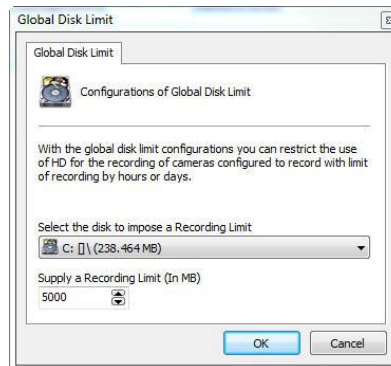 Global Disk Limit
Global Disk Limit
Configurations of Global Disk Limit
With the global disk limit configurations you can restrict the use
of HD for the recording of cameras configured to record with limit
of recording by hours or days.
Select the disk to impose a Recording Limit
C: []\ (238.464 MB)
Supply a Recording Limit (In MB)
5000
OK
Cancel